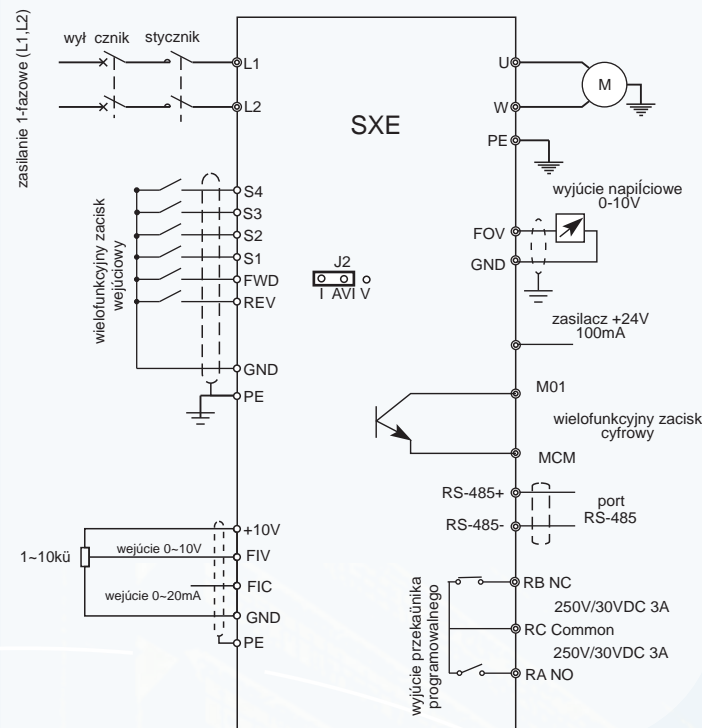 zasilanie 1-fazowe (L1,L2)
wył cznik
stycznik
L1
L2
SXE
U
W
M
PE
wielofunkcyjny zacisk
wejúciowy
S4
S3
S2
S1
FWD
REV
GND
PE
J2
I AVI V
wyjúcie napiÍciowe
0-10V
FOV
GND
zasilacz +24V
100mA
M01
wielofunkcyjny zacisk
cyfrowy
MCM
RS-485+
RS-485-
port
RS-485
1~10kü
+10V
wejúcie 0~10V
FIV
wejúcie 0~20mA
FIC
GND
PE
wyjúcie przekaünika
programowalnego
RB NC
250V/30VDC 3A
RC Common
250V/30VDC 3A
RA NO